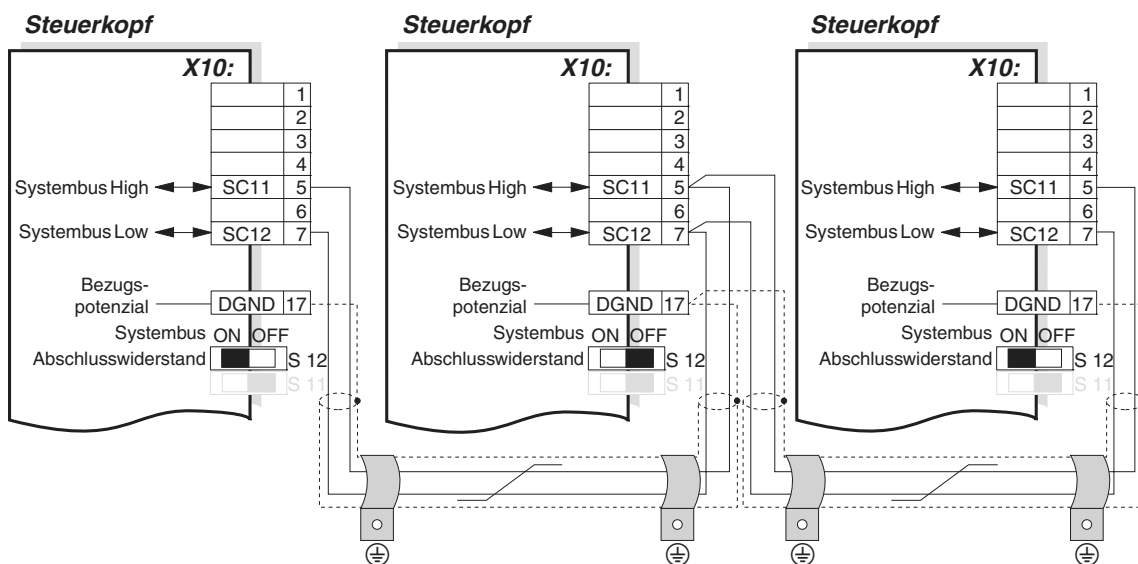 Steuerkopf Steuerkopf Steuerkopf
X10: X10: X10:
1 1 1
2 2 2
3 3 3
4 4 4
Systembus High SC11 5 Systembus High SC11 5 Systembus High SC11 5
6 6 6
Systembus Low SC12 7 Systembus Low SC12 7 Systembus Low SC12 7
Bezugs- Bezugs- Bezugs-
potenzial DGND 17 potenzial DGND 17 potenzial DGND 17
Systembus ON OFF Systembus ON OFF Systembus ON OFF
Abschlusswiderstand S 12 Abschlusswiderstand S 12 Abschlusswiderstand S 12
S 11 S 11 S 11